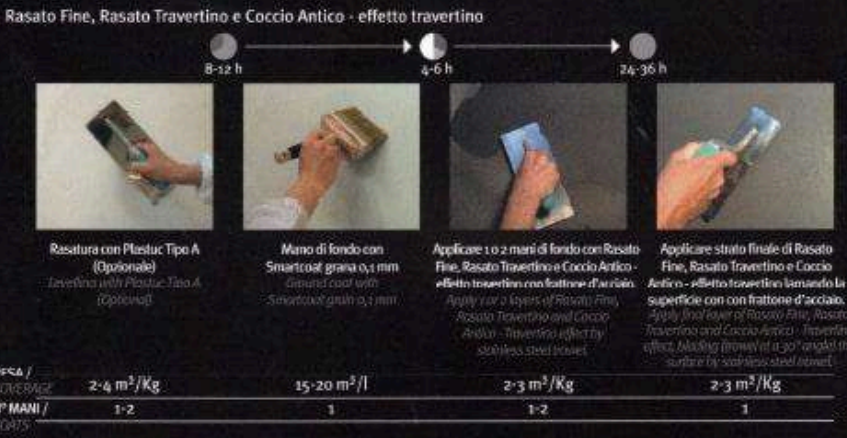 Rasato Fine, Rasato Travertino e Coccio Antico - effetto travertino
8-12 h
4-6 h
24-36 h
Rasatura con Plastuc Tipo A
(Opzionale)
Levelling with Plastuc Tipo A
(Optional)
Mano di fondo con
Smartcoat grana 0,1 mm
Ground coat with
Smartcoat grain 0,1 mm
Applicare 1 o 2 mani di fondo con Rasato
Fine, Rasato Travertino e Coccio Antico -
effetto travertino con frattone d'acciaio.
Apply 1 or 2 layers of Rasato Fine,
Rasato Travertino and Coccio
Antico - Travertino effect by
stainless steel trowel.
Applicare strato finale di Rasato
Fine, Rasato Travertino e Coccio
Antico - effetto travertino lamando la
superficie con con frattone d'acciaio.
Apply final layer of Rasato Fine, Rasato
Travertino and Coccio Antico - Travertino
effect, blading (trowel at a 30° angle) the
surface by stainless steel trowel.
ESA /
OVERAGE
2-4 m²/Kg
15-20 m²/l
2-3 m²/Kg
2-3 m²/Kg
° MANI /
OATS
1-2
1
1-2
1